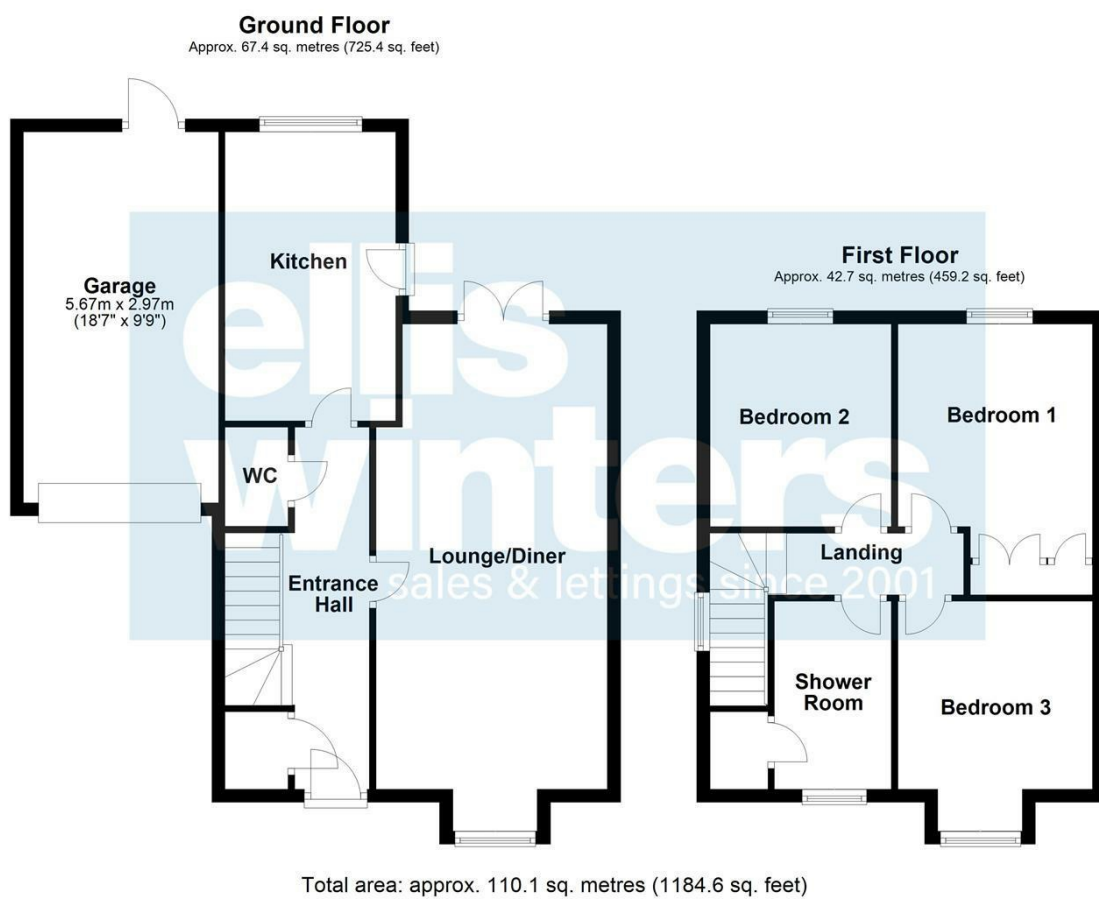 Ground Floor
Approx. 67.4 sq. metres (725.4 sq. feet)
Garage
5.67m x 2.97m
(18'7" x 9'9")
Kitchen
WC
Entrance
Hall
Lounge/Diner
First Floor
Approx. 42.7 sq. metres (459.2 sq. feet)
Bedroom 2
Bedroom 1
Landing
Shower
Room
Bedroom 3
ellis
winters
sales & lettings since 2001
Total area: approx. 110.1 sq. metres (1184.6 sq. feet)